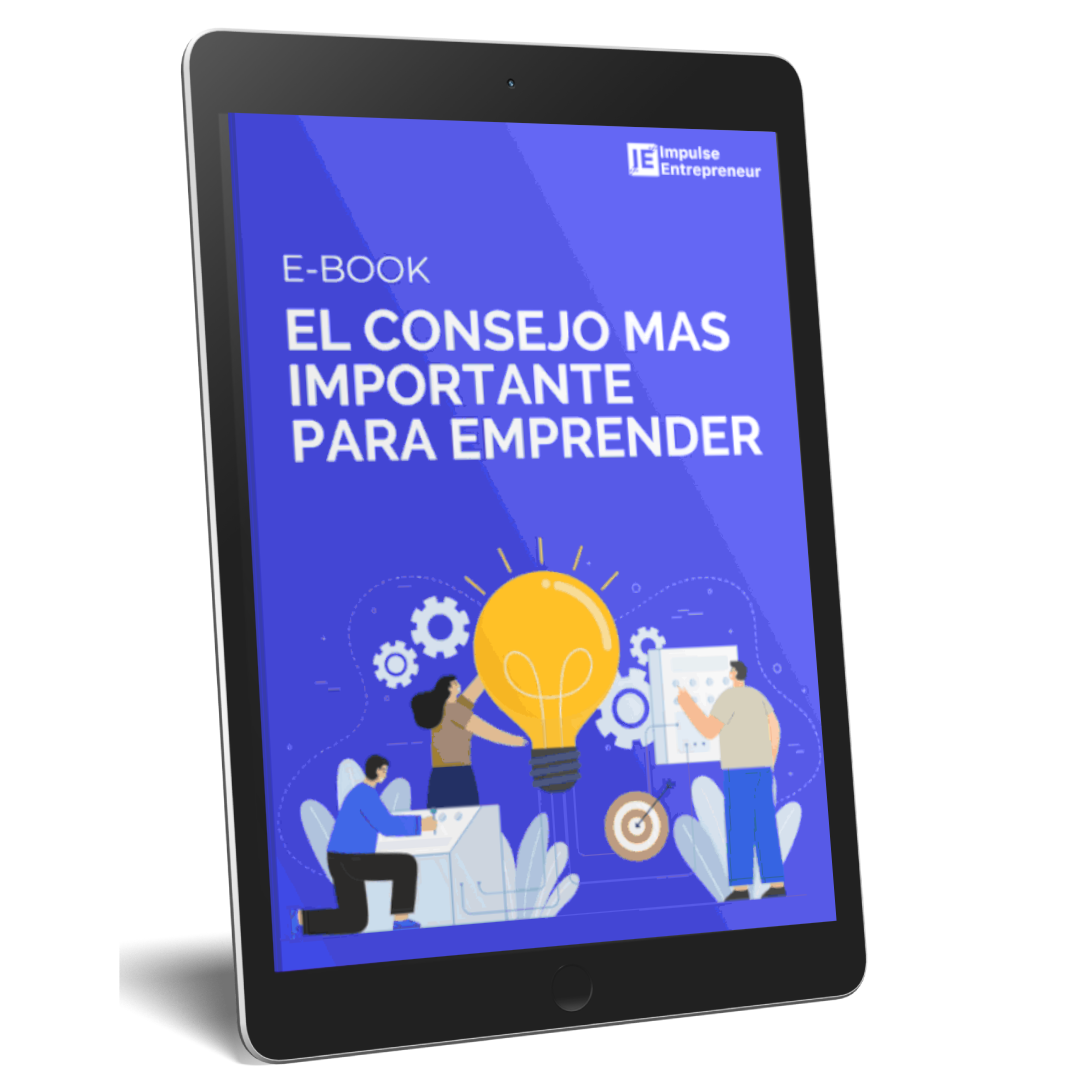 IE
Impulse
Entrepreneur
E-BOOK
EL CONSEJO MAS
IMPORTANTE
PARA EMPRENDER